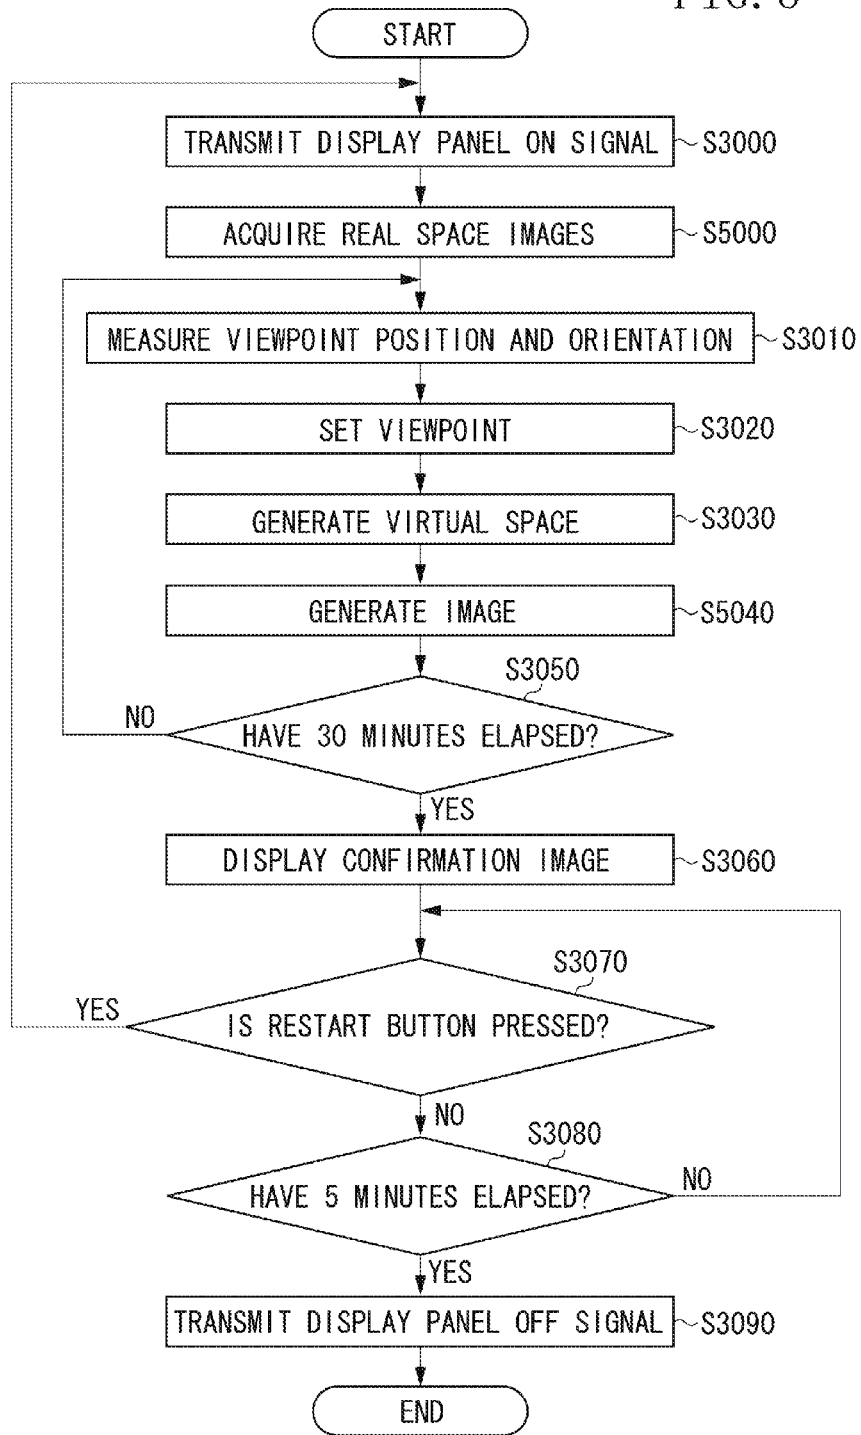 START
TRANSMIT DISPLAY PANEL ON SIGNAL
S3000
ACQUIRE REAL SPACE IMAGES
S5000
MEASURE VIEWPOINT POSITION AND ORIENTATION
S3010
SET VIEWPOINT
S3020
GENERATE VIRTUAL SPACE
S3030
GENERATE IMAGE
S5040
S3050
NO
HAVE 30 MINUTES ELAPSED?
YES
DISPLAY CONFIRMATION IMAGE
S3060
S3070
YES
IS RESTART BUTTON PRESSED?
NO
S3080
HAVE 5 MINUTES ELAPSED?
NO
YES
TRANSMIT DISPLAY PANEL OFF SIGNAL
S3090
END